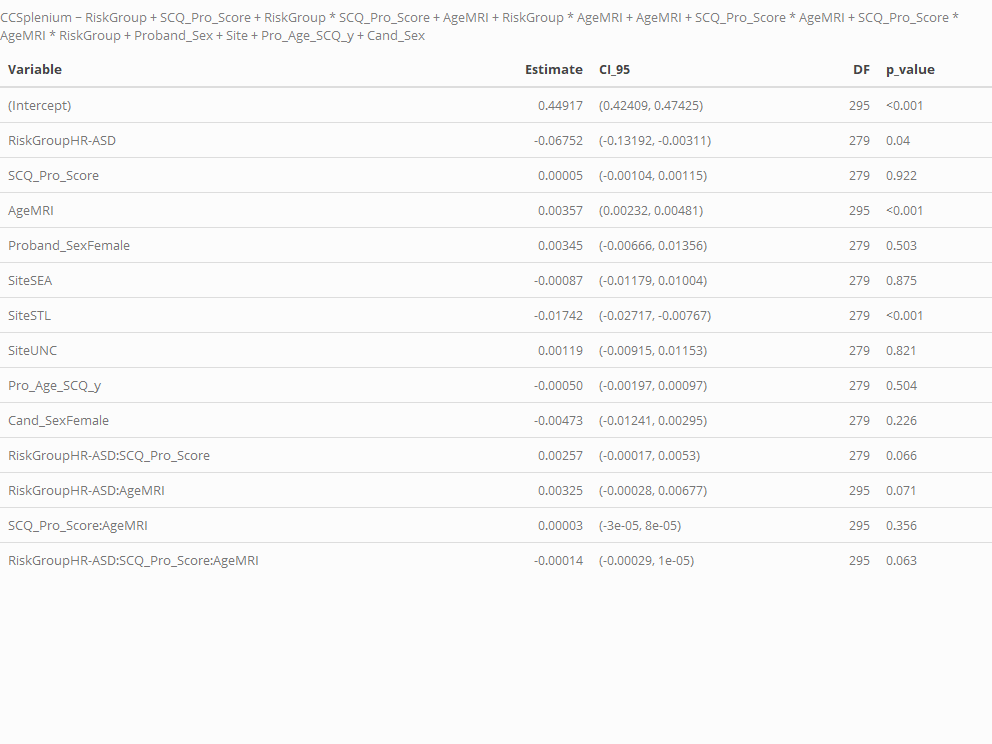 CCSplenium ~ RiskGroup + SCQ_Pro_Score + RiskGroup * SCQ_Pro_Score + AgeMRI + RiskGroup * AgeMRI + AgeMRI + SCQ_Pro_Score * AgeMRI + SCQ_Pro_Score *
AgeMRI * RiskGroup + Proband_Sex + Site + Pro_Age_SCQ_y + Cand_Sex
Variable Estimate CI_95 DF p_value
(Intercept) 0.44917 (0.42409, 0.47425) 295 <0.001
RiskGroupHR-ASD -0.06752 (-0.13192, -0.00311) 279 0.04
SCQ_Pro_Score 0.00005 (-0.00104, 0.00115) 279 0.922
AgeMRI 0.00357 (0.00232, 0.00481) 295 <0.001
Proband_SexFemale 0.00345 (-0.00666, 0.01356) 279 0.503
SiteSEA -0.00087 (-0.01179, 0.01004) 279 0.875
SiteSTL -0.01742 (-0.02717, -0.00767) 279 <0.001
SiteUNC 0.00119 (-0.00915, 0.01153) 279 0.821
Pro_Age_SCQ_y -0.00050 (-0.00197, 0.00097) 279 0.504
Cand_SexFemale -0.00473 (-0.01241, 0.00295) 279 0.226
RiskGroupHR-ASD:SCQ_Pro_Score 0.00257 (-0.00017, 0.0053) 279 0.066
RiskGroupHR-ASD:AgeMRI 0.00325 (-0.00028, 0.00677) 295 0.071
SCQ_Pro_Score:AgeMRI 0.00003 (-3e-05, 8e-05) 295 0.356
RiskGroupHR-ASD:SCQ_Pro_Score:AgeMRI -0.00014 (-0.00029, 1e-05) 295 0.063